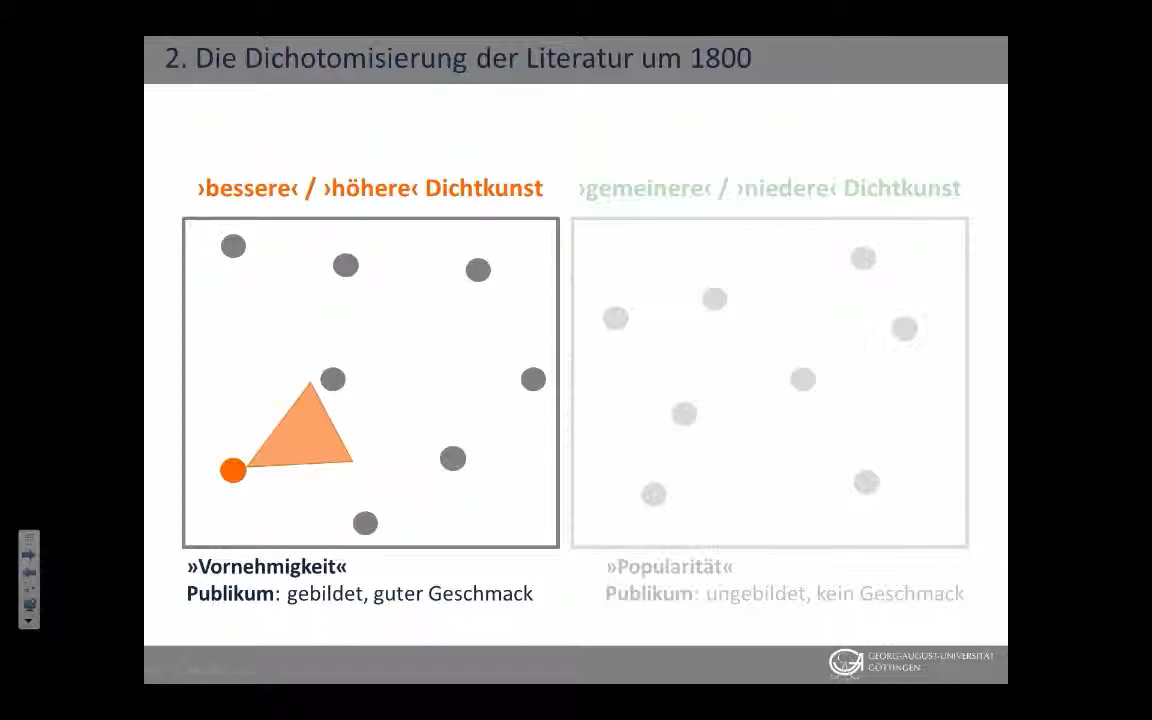 2. Die Dichotomisierung der Literatur um 1800
›bessere‹ / ›höhere‹ Dichtkunst
›gemeinere‹ / ›niedere‹ Dichtkunst
»Vornehmigkeit«
Publikum: gebildet, guter Geschmack
»Popularität«
Publikum: ungebildet, kein Geschmack
GEORG-AUGUST-UNIVERSITÄT
GÖTTINGEN